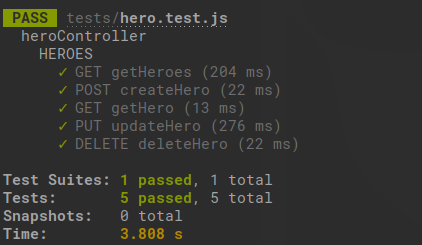 PASS tests/hero.test.js
heroController
HEROES
✓ GET getHeroes (204 ms)
✓ POST createHero (22 ms)
✓ GET getHero (13 ms)
✓ PUT updateHero (276 ms)
✓ DELETE deleteHero (22 ms)
Test Suites: 1 passed, 1 total
Tests: 5 passed, 5 total
Snapshots: 0 total
Time: 3.808 s